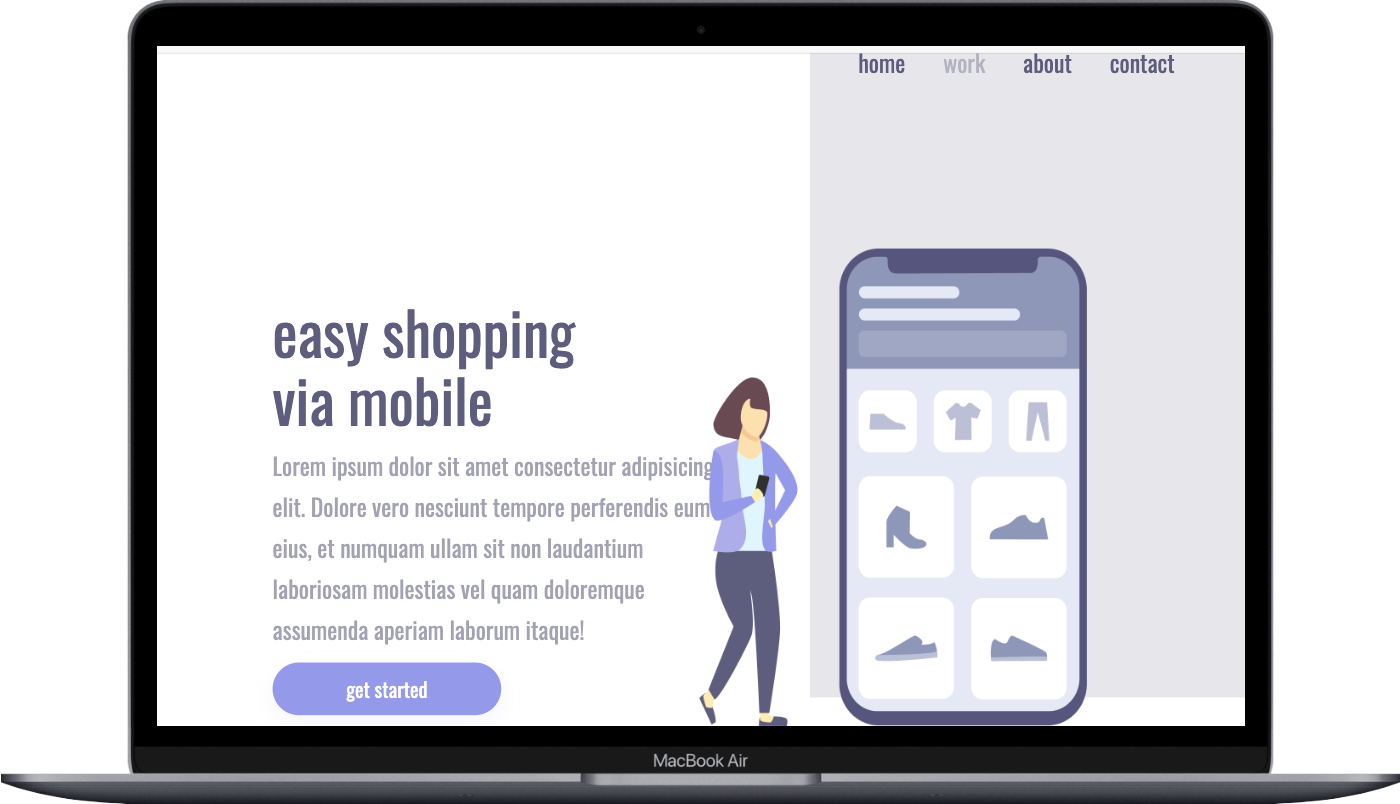 home work about contact
easy shopping
via mobile
Lorem ipsum dolor sit amet consectetur adipisicing
elit. Dolore vero nesciunt tempore perferendis eum
eius, et numquam ullam sit non laudantium
laboriosam molestias vel quam doloremque
assumenda aperiam laborum itaque!
get started
MacBook Air